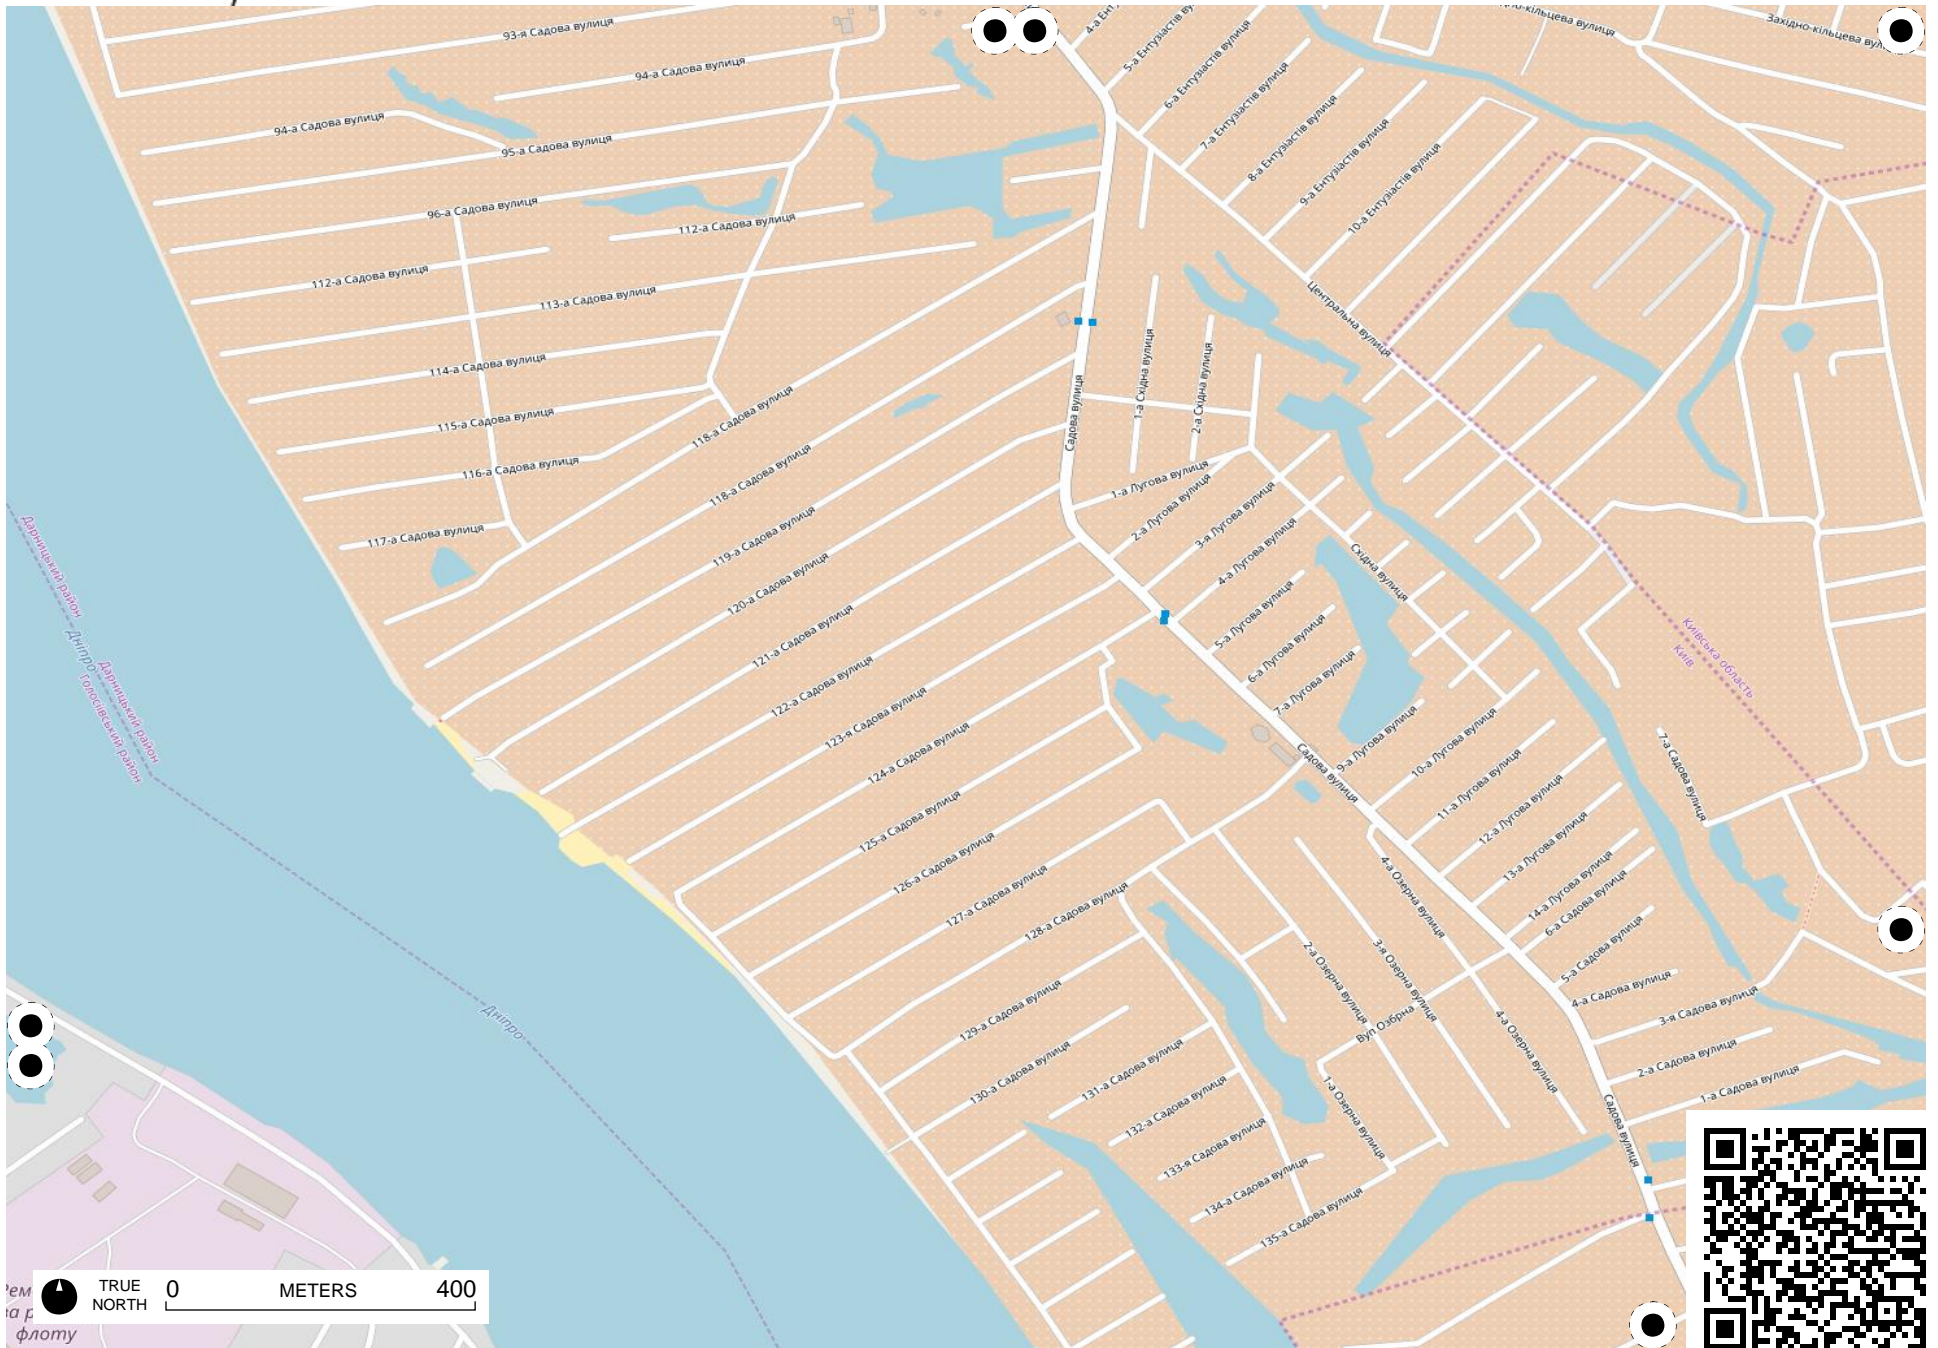 93-я Садова вулиця
94-а Садова вулиця
94-а Садова вулиця
95-а Садова вулиця
96-а Садова вулиця
112-а Садова вулиця
112-а Садова вулиця
113-а Садова вулиця
114-а Садова вулиця
115-а Садова вулиця
116-а Садова вулиця
117-а Садова вулиця
118-а Садова вулиця
118-а Садова вулиця
119-а Садова вулиця
120-а Садова вулиця
121-а Садова вулиця
122-а Садова вулиця
123-я Садова вулиця
124-а Садова вулиця
125-а Садова вулиця
126-а Садова вулиця
127-а Садова вулиця
128-а Садова вулиця
129-а Садова вулиця
130-а Садова вулиця
131-а Садова вулиця
132-а Садова вулиця
133-я Садова вулиця
134-а Садова вулиця
135-а Садова вулиця
4-а Ент
5-а Ентузіастів ву
6-а Ентузіастів вулиця
7-а Ентузіастів вулиця
8-а Ентузіастів вулиця
9-а Ентузіастів вулиця
10-а Ентузіастів вулиця
но-кільцева вулиця
Західно-кільцева вул
Центральна вулиця
1-а Східна вулиця
2-а Східна вулиця
Садова вулиця
1-а Лугова вулиця
2-а Лугова вулиця
3-я Лугова вулиця
4-а Лугова вулиця
Східна вулиця
5-а Лугова вулиця
6-а Лугова вулиця
7-а Лугова вулиця
9-а Лугова вулиця
10-а Лугова вулиця
11-а Лугова вулиця
12-а Лугова вулиця
13-а Лугова вулиця
14-а Лугова вулиця
6-а Садова вулиця
5-а Садова вулиця
4-а Садова вулиця
3-я Садова вулиця
2-а Садова вулиця
1-а Садова вулиця
7-а Садова вулиця
Садова вулиця
Садова вулиця
4-а Озерна вулиця
3-я Озерна вулиця
2-а Озерна вулиця
4-а Озерна вулиця
1-а Озерна вулиця
Вул Озбрна
Київська область
Київ
Дарницький район
Дніпро
Дарницький район
Голосіївський район
Дніпро
Рем
ва р
флоту
TRUE
NORTH
0 METERS 400